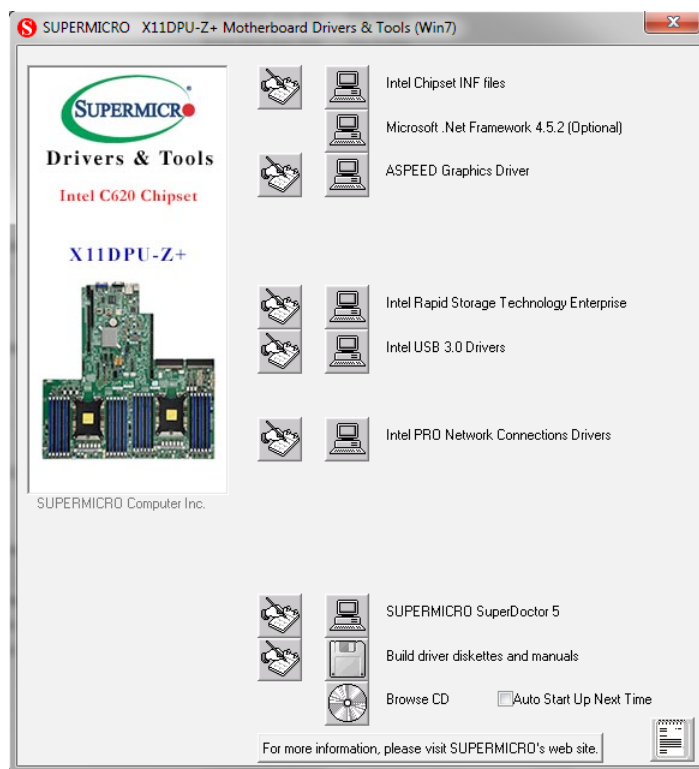 SUPERMICRO X11DPU-Z+ Motherboard Drivers & Tools (Win7)
SUPERMICRO
Drivers & Tools
Intel C620 Chipset
X11DPU-Z+
SUPERMICRO Computer Inc.
Intel Chipset INF files
Microsoft .Net Framework 4.5.2 (Optional)
ASPEED Graphics Driver
Intel Rapid Storage Technology Enterprise
Intel USB 3.0 Drivers
Intel PRO Network Connections Drivers
SUPERMICRO SuperDoctor 5
Build driver diskettes and manuals
Browse CD Auto Start Up Next Time
For more information, please visit SUPERMICRO's web site.